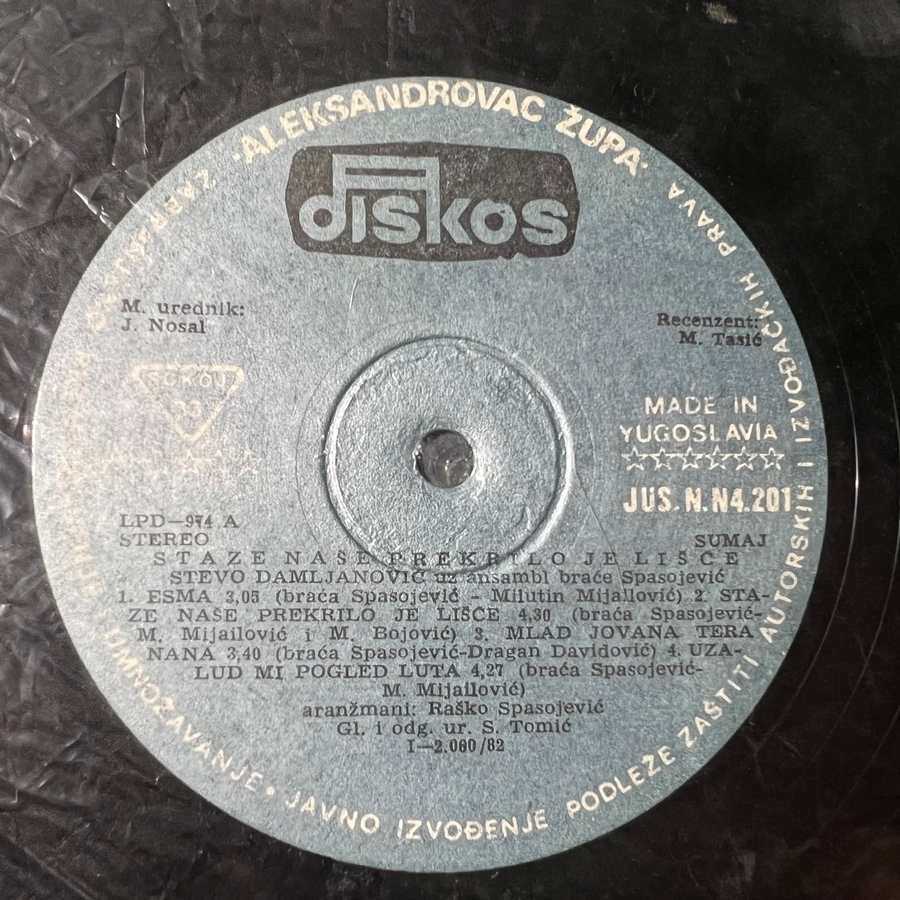 ALEKSANDROVAC ŽUPA
diskos
M. urednik:
J. Nosal
Recenzent:
M. Tasić
SOKOJ
33
MADE IN
YUGOSLAVIA
JUS. N.N4.201
LPD—974 A
STEREO
SUMAJ
STAZE NAŠE PREKRILO JE LIŠĆE
STEVO DAMLJANOVIĆ uz ansambl braće Spasojević
1. ESMA 3,05 (braća Spasojević - Milutin Mijailović) 2. STA-
ZE NAŠE PREKRILO JE LIŠĆE 4,30 (braća Spasojević-
M. Mijailović i M. Bojović) 3. MLAD JOVANA TERA
NANA 3,40 (braća Spasojević-Dragan Davidović) 4. UZA-
LUD MI POGLED LUTA 4,27 (braća Spasojević-
M. Mijailović)
aranžmani: Raško Spasojević
Gl. i odg. ur. S. Tomić
I—2.000/82
UMNOŽAVANJE • JAVNO IZVOĐENJE PODLEŽE ZAŠTITI AUTORSKIH I IZVOĐAČKIH PRAVA